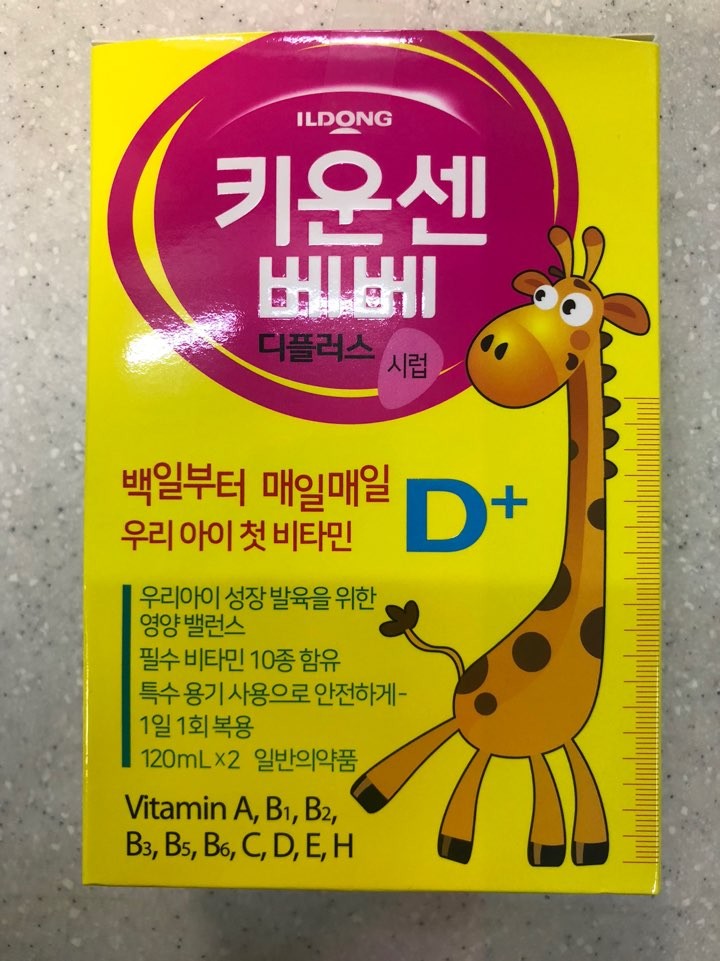 ILDONG
키운센
베베
디플러스
시럽
백일부터 매일매일
우리 아이 첫 비타민
D+
우리아이 성장 발육을 위한
영양 밸런스
필수 비타민 10종 함유
특수 용기 사용으로 안전하게-
1일 1회 복용
120mL×2 일반의약품
Vitamin A, B1, B2,
B3, B5, B6, C, D, E, H